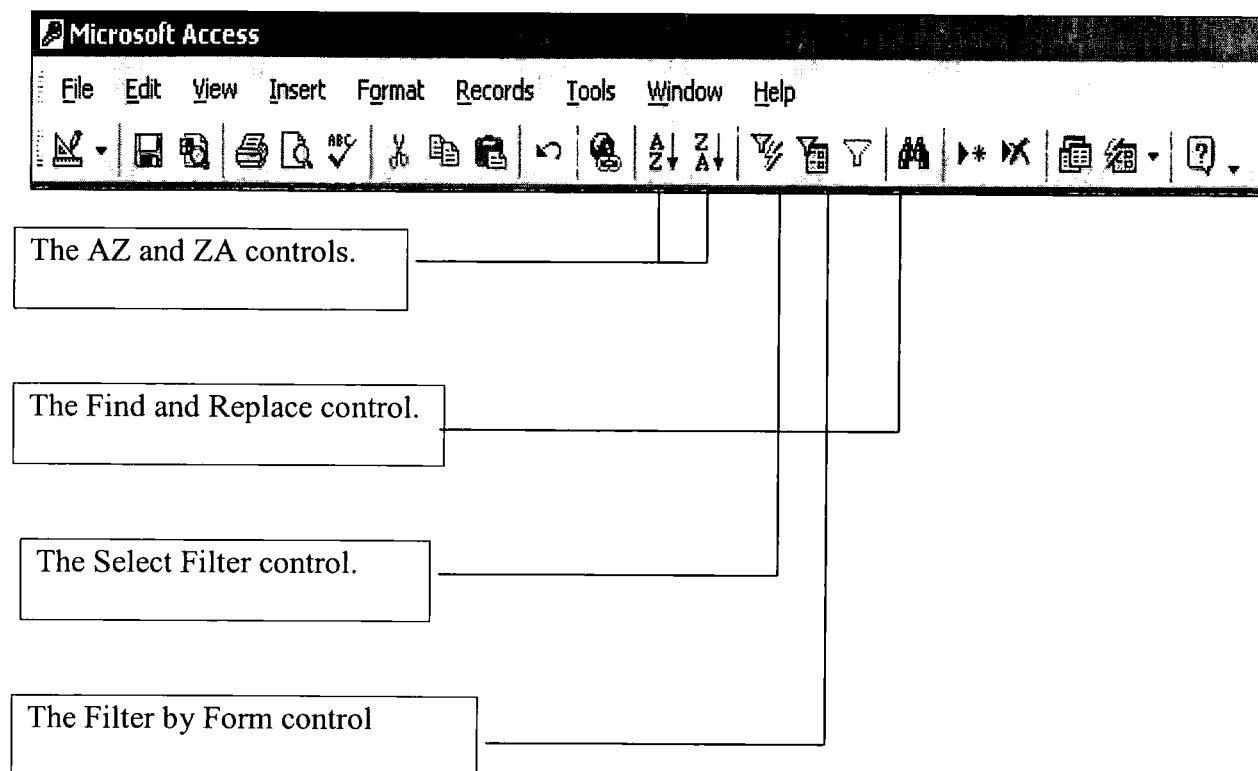 Microsoft Access
File Edit View Insert Format Records Tools Window Help
ABC A Z Z A ?
The AZ and ZA controls.
The Find and Replace control.
The Select Filter control.
The Filter by Form control